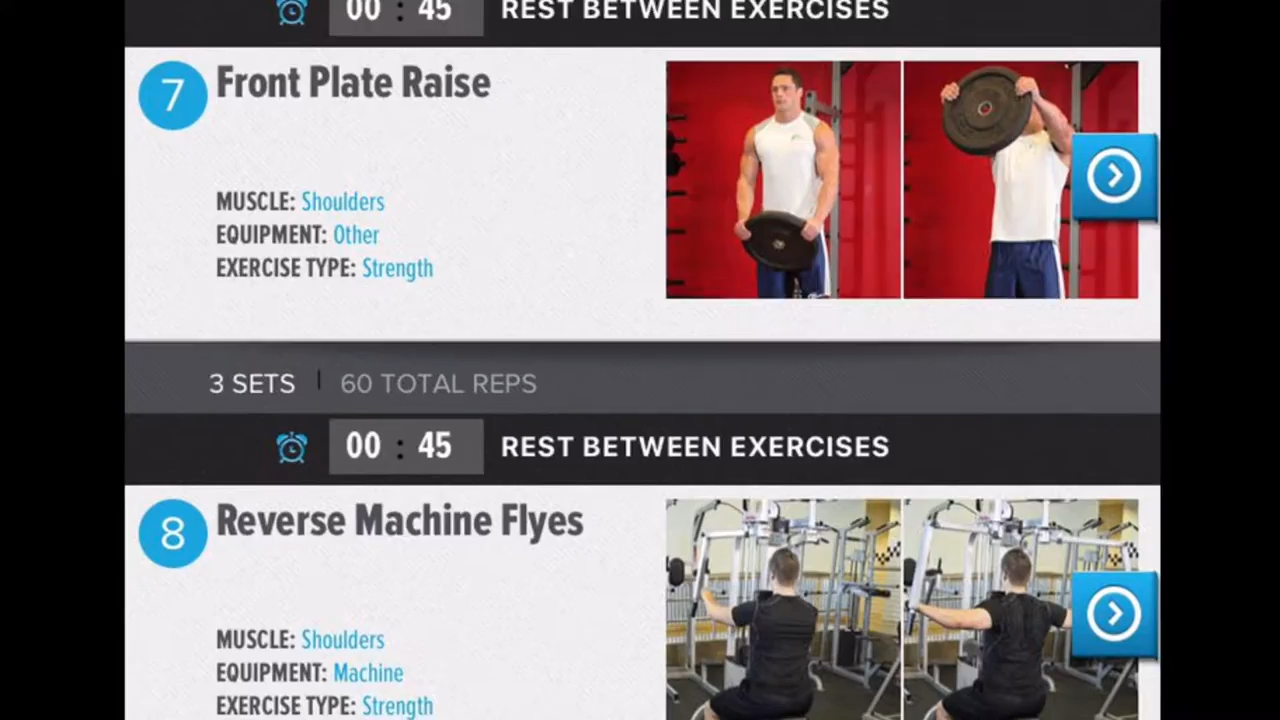 00 : 45 REST BETWEEN EXERCISES
7 Front Plate Raise
MUSCLE: Shoulders
EQUIPMENT: Other
EXERCISE TYPE: Strength
3 SETS | 60 TOTAL REPS
00 : 45 REST BETWEEN EXERCISES
8 Reverse Machine Flyes
MUSCLE: Shoulders
EQUIPMENT: Machine
EXERCISE TYPE: Strength